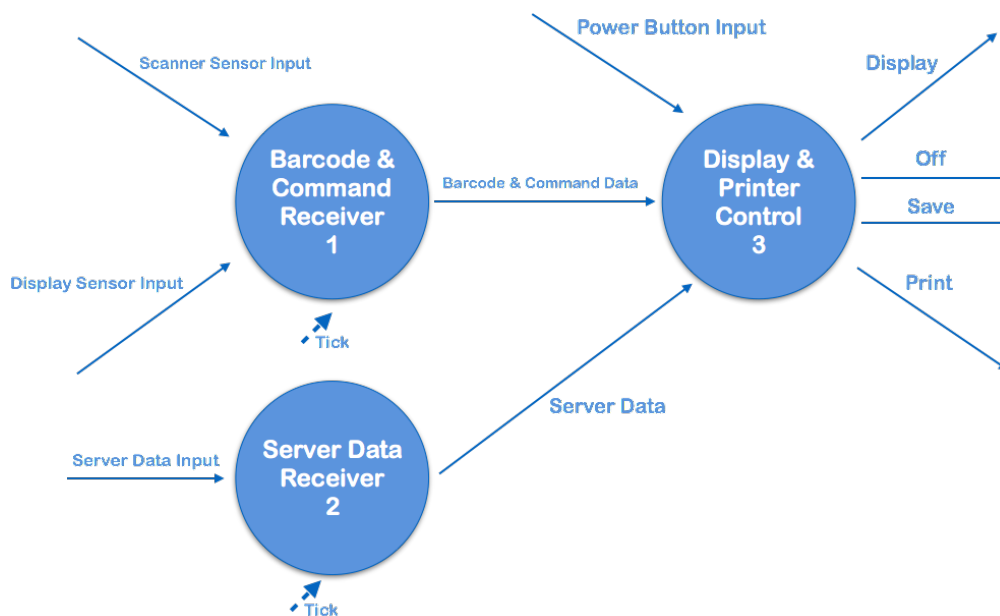 Power Button Input
Scanner Sensor Input
Display
Barcode &
Command
Receiver
1
Barcode & Command Data
Display &
Printer
Control
3
Off
Save
Display Sensor Input
Print
Tick
Server Data
Server Data Input
Server Data
Receiver
2
Tick